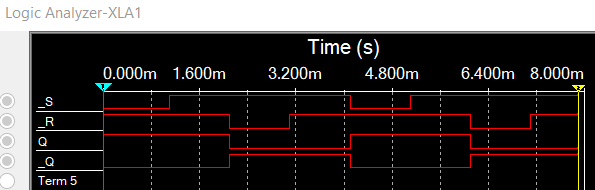 Logic Analyzer-XLA1
Time (s)
0.000m 1.600m 3.200m 4.800m 6.400m 8.000m
_S
_R
Q
_Q
Term 5